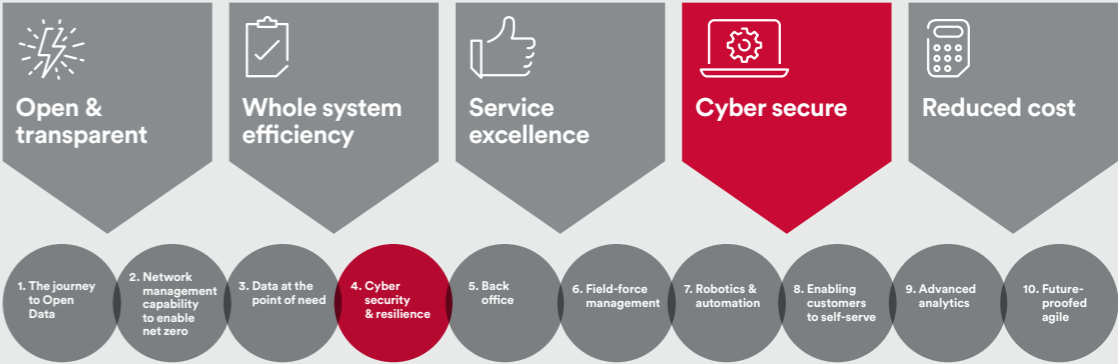 Open &
transparent
Whole system
efficiency
Service
excellence
Cyber secure
Reduced cost
1. The journey
to Open
Data
2. Network
management
capability
to enable
net zero
3. Data at the
point of need
4. Cyber
security
& resilience
5. Back
office
6. Field-force
management
7. Robotics &
automation
8. Enabling
customers
to self-serve
9. Advanced
analytics
10. Future-
proofed
agile